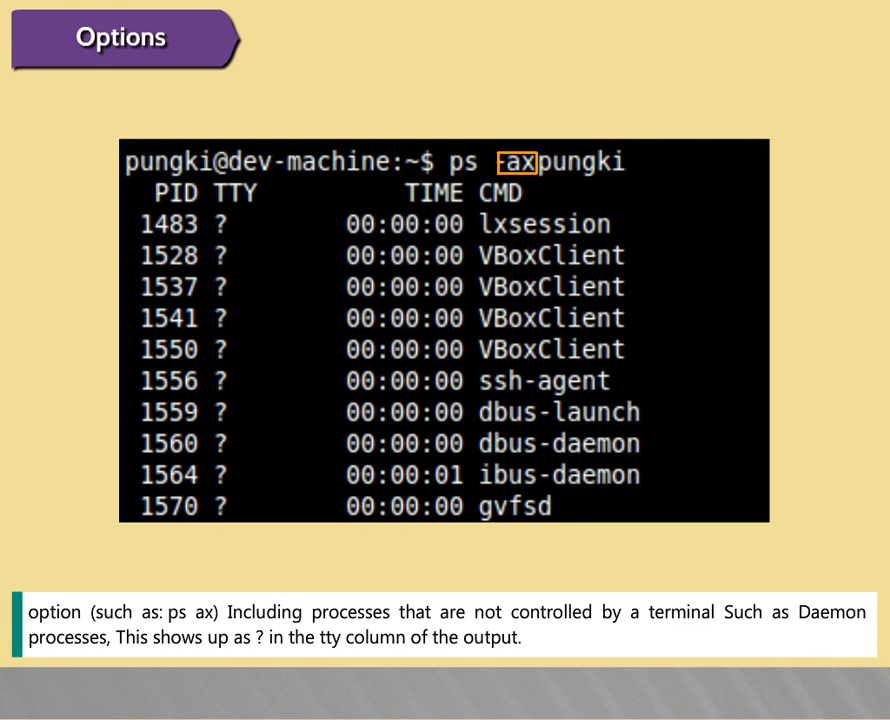 Options
pungki@dev-machine:~$ ps -axpungki
PID TTY TIME CMD
1483 ? 00:00:00 lxsession
1528 ? 00:00:00 VBoxClient
1537 ? 00:00:00 VBoxClient
1541 ? 00:00:00 VBoxClient
1550 ? 00:00:00 VBoxClient
1556 ? 00:00:00 ssh-agent
1559 ? 00:00:00 dbus-launch
1560 ? 00:00:00 dbus-daemon
1564 ? 00:00:01 ibus-daemon
1570 ? 00:00:00 gvfsd
option (such as: ps ax) Including processes that are not controlled by a terminal Such as Daemon
processes, This shows up as ? in the tty column of the output.